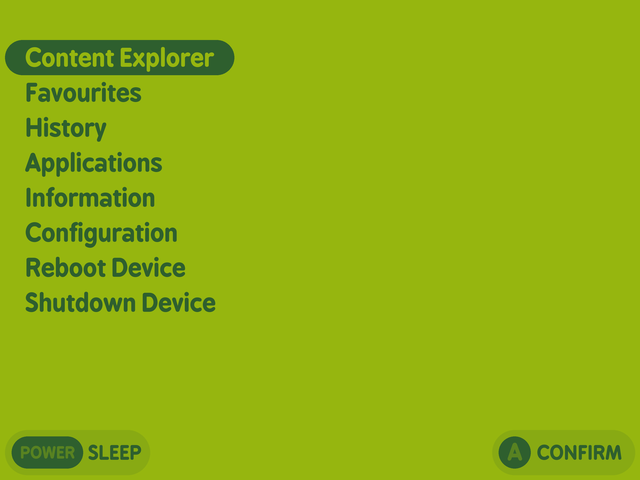 Content Explorer
Favourites
History
Applications
Information
Configuration
Reboot Device
Shutdown Device
POWER SLEEP
A CONFIRM